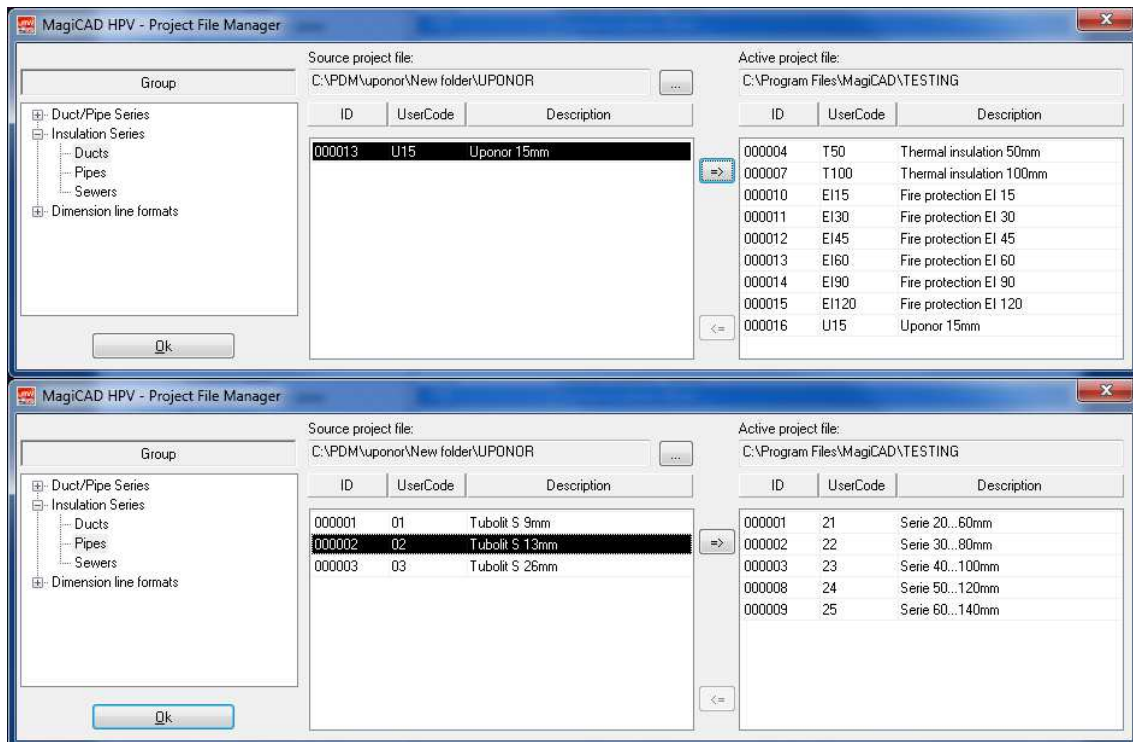 MagiCAD HPV - Project File Manager
Source project file:
Active project file:
Group
C:\PDM\uponor\New folder\UPONOR
...
C:\Program Files\MagiCAD\TESTING
Duct/Pipe Series
Insulation Series
Ducts
Pipes
Sewers
Dimension line formats
ID UserCode Description
000013 U15 Uponor 15mm
=>
<=
ID UserCode Description
000004 T50 Thermal insulation 50mm
000007 T100 Thermal insulation 100mm
000010 EI15 Fire protection EI 15
000011 EI30 Fire protection EI 30
000012 EI45 Fire protection EI 45
000013 EI60 Fire protection EI 60
000014 EI90 Fire protection EI 90
000015 EI120 Fire protection EI 120
000016 U15 Uponor 15mm
Ok
MagiCAD HPV - Project File Manager
Source project file:
Active project file:
Group
C:\PDM\uponor\New folder\UPONOR
...
C:\Program Files\MagiCAD\TESTING
Duct/Pipe Series
Insulation Series
Ducts
Pipes
Sewers
Dimension line formats
ID UserCode Description
000001 01 Tubolit S 9mm
000002 02 Tubolit S 13mm
000003 03 Tubolit S 26mm
=>
<=
ID UserCode Description
000001 21 Serie 20...60mm
000002 22 Serie 30...80mm
000003 23 Serie 40...100mm
000008 24 Serie 50...120mm
000009 25 Serie 60...140mm
Ok